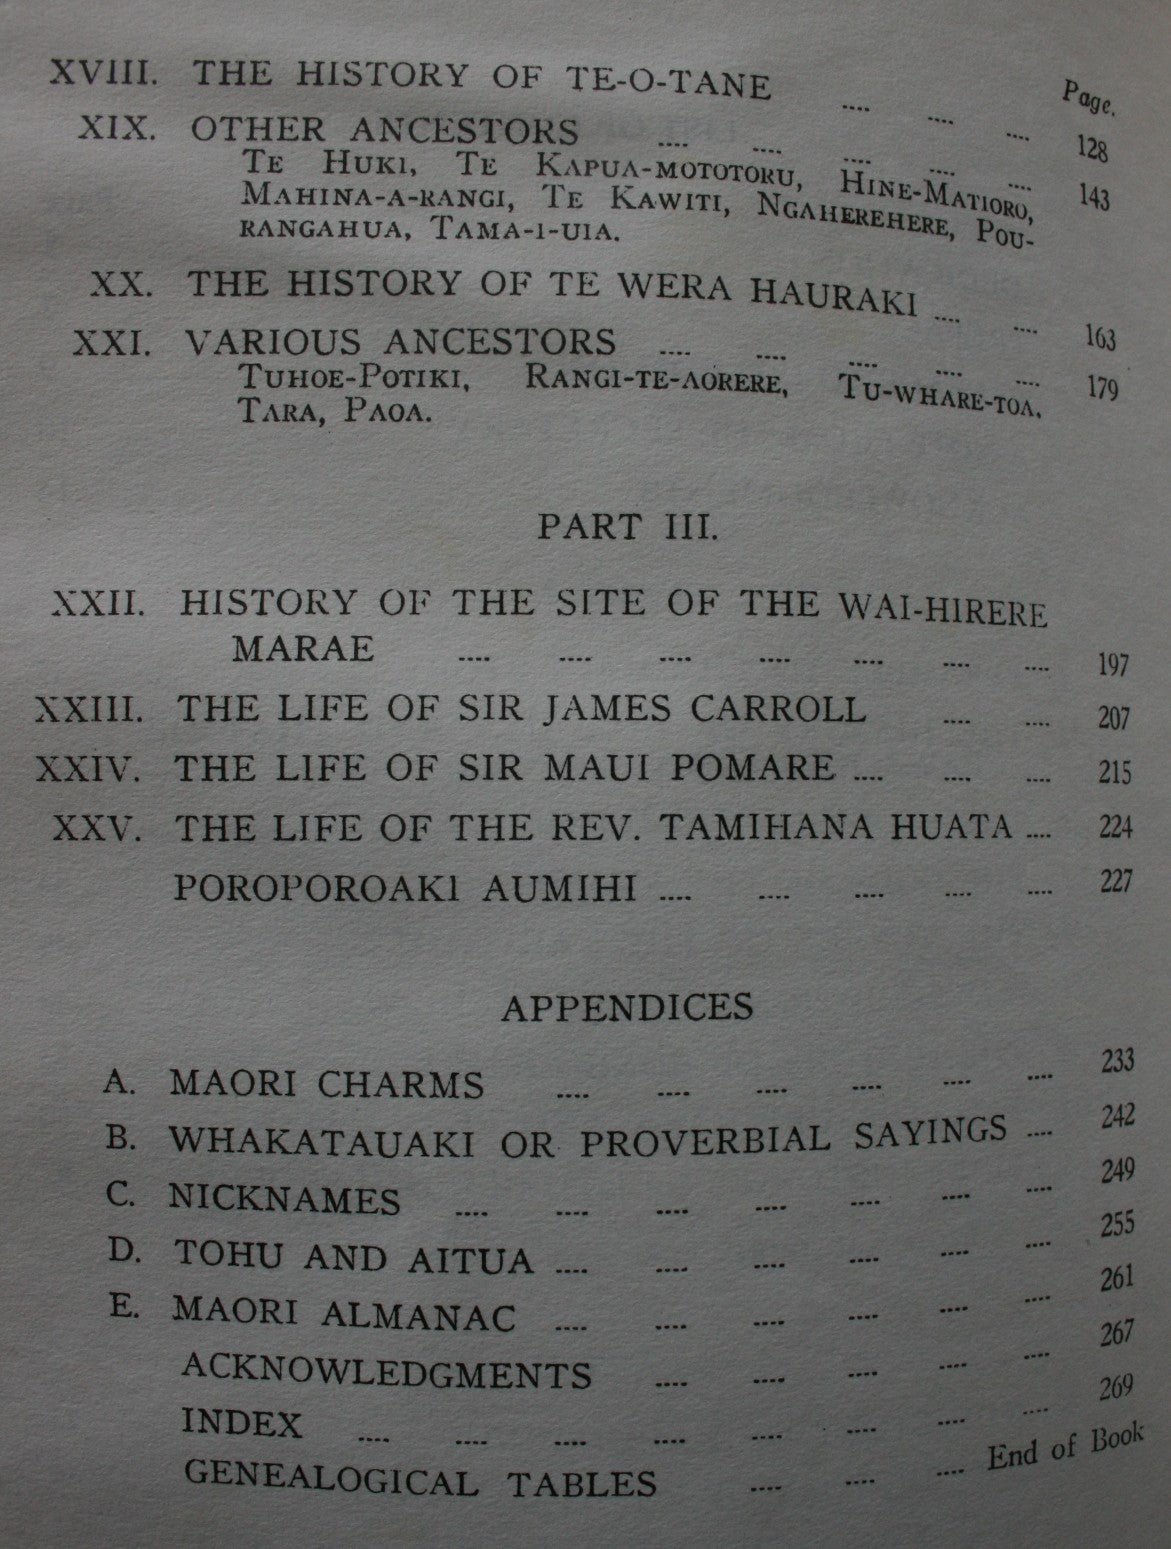 Page.
XVIII. THE HISTORY OF TE-O-TANE .... .... .... 128
XIX. OTHER ANCESTORS .... .... .... .... .... 143
TE HUKI, TE KAPUA-MOTOTORU, HINE-MATIORO,
MAHINA-A-RANGI, TE KAWITI, NGAHEREHERE, POU-
RANGAHUA, TAMA-I-UIA.
XX. THE HISTORY OF TE WERA HAURAKI .... .... 163
XXI. VARIOUS ANCESTORS .... .... .... .... .... 179
TUHOE-POTIKI, RANGI-TE-AORERE, TU-WHARE-TOA,
TARA, PAOA.
PART III.
XXII. HISTORY OF THE SITE OF THE WAI-HIRERE
MARAE .... .... .... .... .... .... .... 197
XXIII. THE LIFE OF SIR JAMES CARROLL .... .... 207
XXIV. THE LIFE OF SIR MAUI POMARE .... .... .... 215
XXV. THE LIFE OF THE REV. TAMIHANA HUATA .... 224
POROPOROAKI AUMIHI .... .... .... .... .... 227
APPENDICES
A. MAORI CHARMS .... .... .... .... .... .... 233
B. WHAKATAUAKI OR PROVERBIAL SAYINGS .... 242
C. NICKNAMES .... .... .... .... .... .... .... 249
D. TOHU AND AITUA .... .... .... .... .... .... 255
E. MAORI ALMANAC .... .... .... .... .... .... 261
ACKNOWLEDGMENTS .... .... .... .... .... 267
INDEX .... .... .... .... .... .... .... .... 269
GENEALOGICAL TABLES .... .... .... End of Book